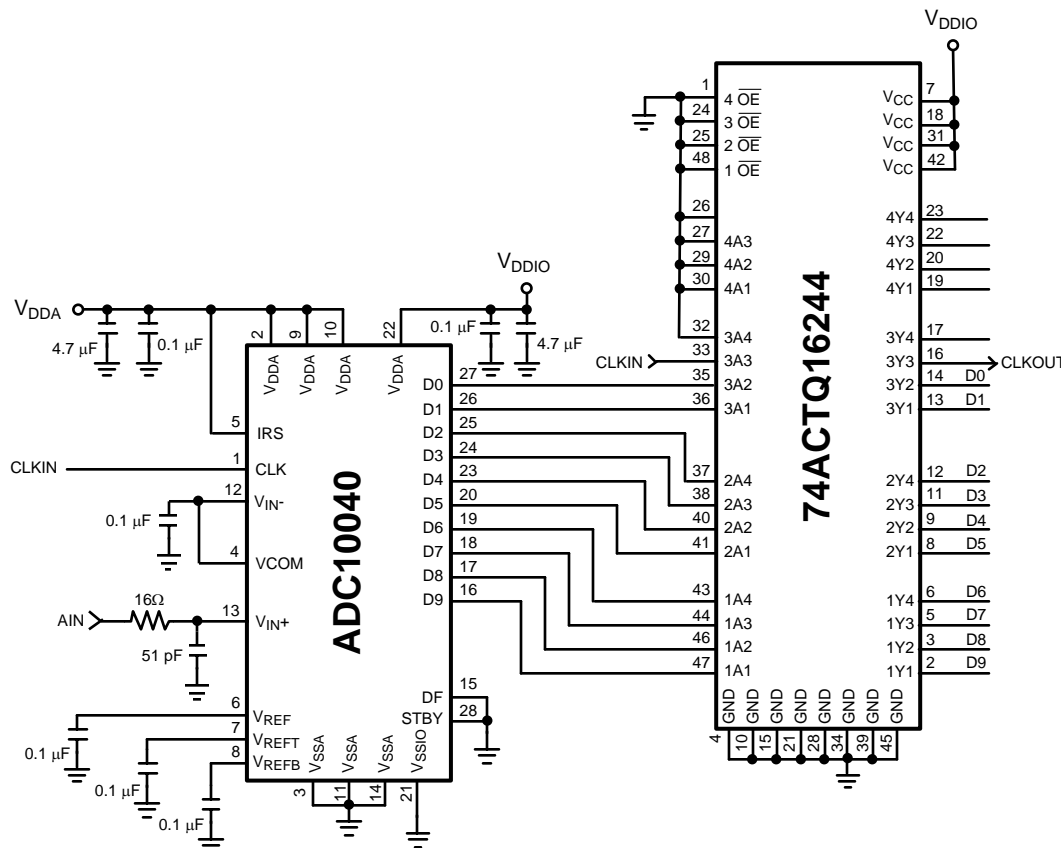 VDDIO
1 4 OE
24 3 OE
25 2 OE
48 1 OE
26
27 4A3
29 4A2
30 4A1
32 3A4
CLKIN 33 3A3
35 3A2
36 3A1
37 2A4
38 2A3
40 2A2
41 2A1
43 1A4
44 1A3
46 1A2
47 1A1
74ACTQ16244
VCC 7
VCC 18
VCC 31
VCC 42
4Y4 23
4Y3 22
4Y2 20
4Y1 19
3Y4 17
3Y3 16 CLKOUT
3Y2 14 D0
3Y1 13 D1
2Y4 12 D2
2Y3 11 D3
2Y2 9 D4
2Y1 8 D5
1Y4 6 D6
1Y3 5 D7
1Y2 3 D8
1Y1 2 D9
GND GND GND GND GND GND GND GND
4 10 15 21 28 34 39 45
VDDIO
VDDA
4.7 µF
0.1 µF
0.1 µF
4.7 µF
2 9 10 22
VDDA VDDA VDDA VDDA
5 IRS
CLKIN 1 CLK
12 VIN-
0.1 µF
4 VCOM
AIN 16Ω 13 VIN+
51 pF
6 VREF
7 VREFT
8 VREFB
0.1 µF
0.1 µF
0.1 µF
ADC10040
D0 27
D1 26
D2 25
D3 24
D4 23
D5 20
D6 19
D7 18
D8 17
D9 16
DF 15
STBY 28
VSSA VSSA VSSA VSSIO
3 11 14 21